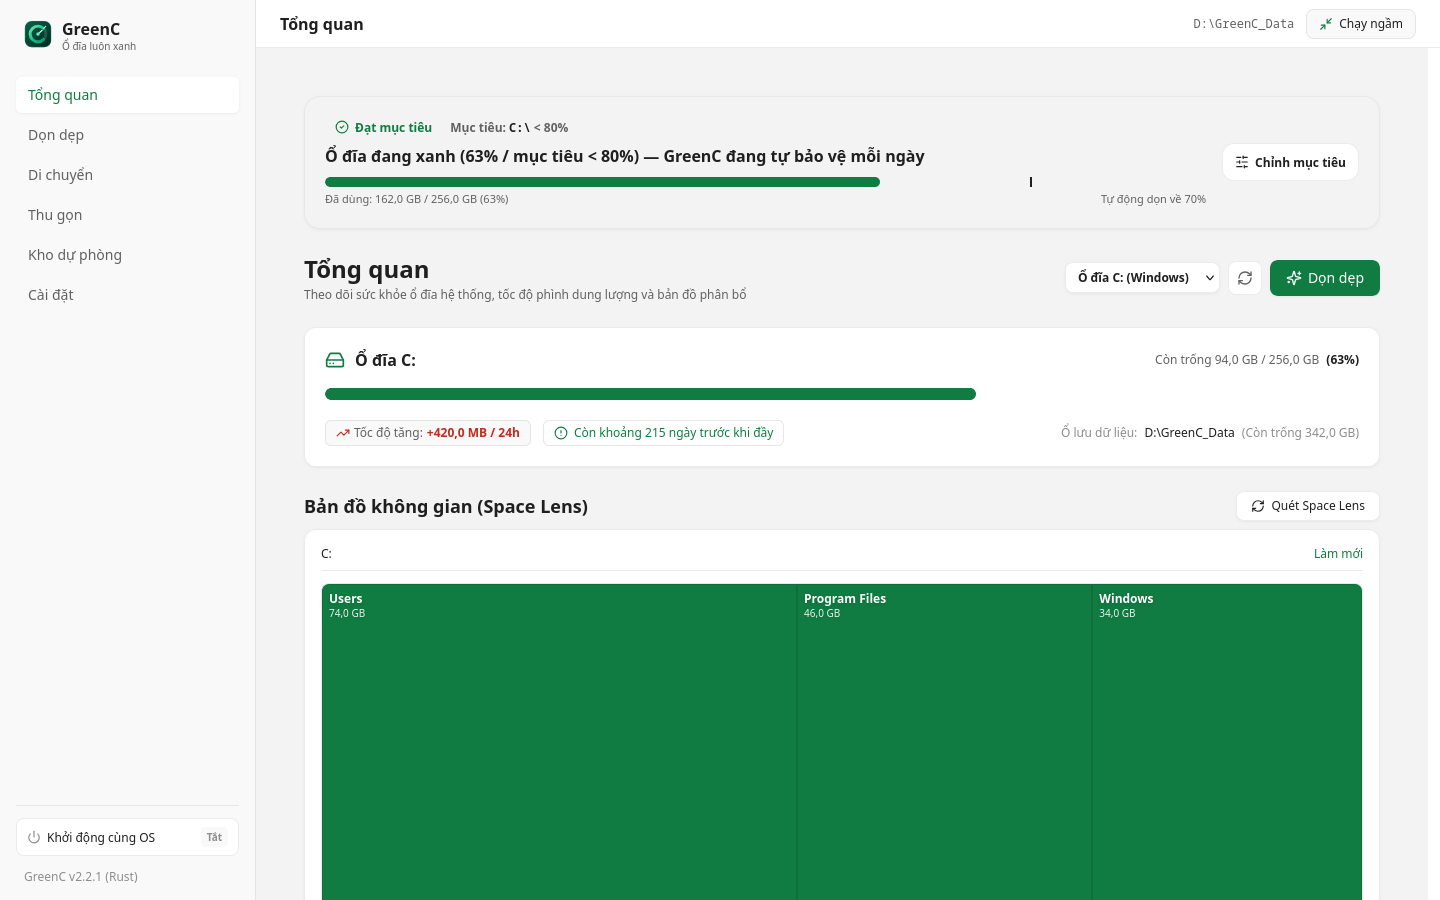 GreenC
Ổ đĩa luôn xanh
Tổng quan
Dọn dẹp
Di chuyển
Thu gọn
Kho dự phòng
Cài đặt
Khởi động cùng OS
Tắt
GreenC v2.2.1 (Rust)
Tổng quan
D:\GreenC_Data
Chạy ngầm
Đạt mục tiêu
Mục tiêu: C:\ < 80%
Ổ đĩa đang xanh (63% / mục tiêu < 80%) — GreenC đang tự bảo vệ mỗi ngày
Chỉnh mục tiêu
Đã dùng: 162,0 GB / 256,0 GB (63%)
Tự động dọn về 70%
Tổng quan
Theo dõi sức khỏe ổ đĩa hệ thống, tốc độ phình dung lượng và bản đồ phân bổ
Ổ đĩa C: (Windows)
Dọn dẹp
Ổ đĩa C:
Còn trống 94,0 GB / 256,0 GB (63%)
Tốc độ tăng: +420,0 MB / 24h
Còn khoảng 215 ngày trước khi đầy
Ổ lưu dữ liệu: D:\GreenC_Data (Còn trống 342,0 GB)
Bản đồ không gian (Space Lens)
Quét Space Lens
C:
Làm mới
Users
74,0 GB
Program Files
46,0 GB
Windows
34,0 GB